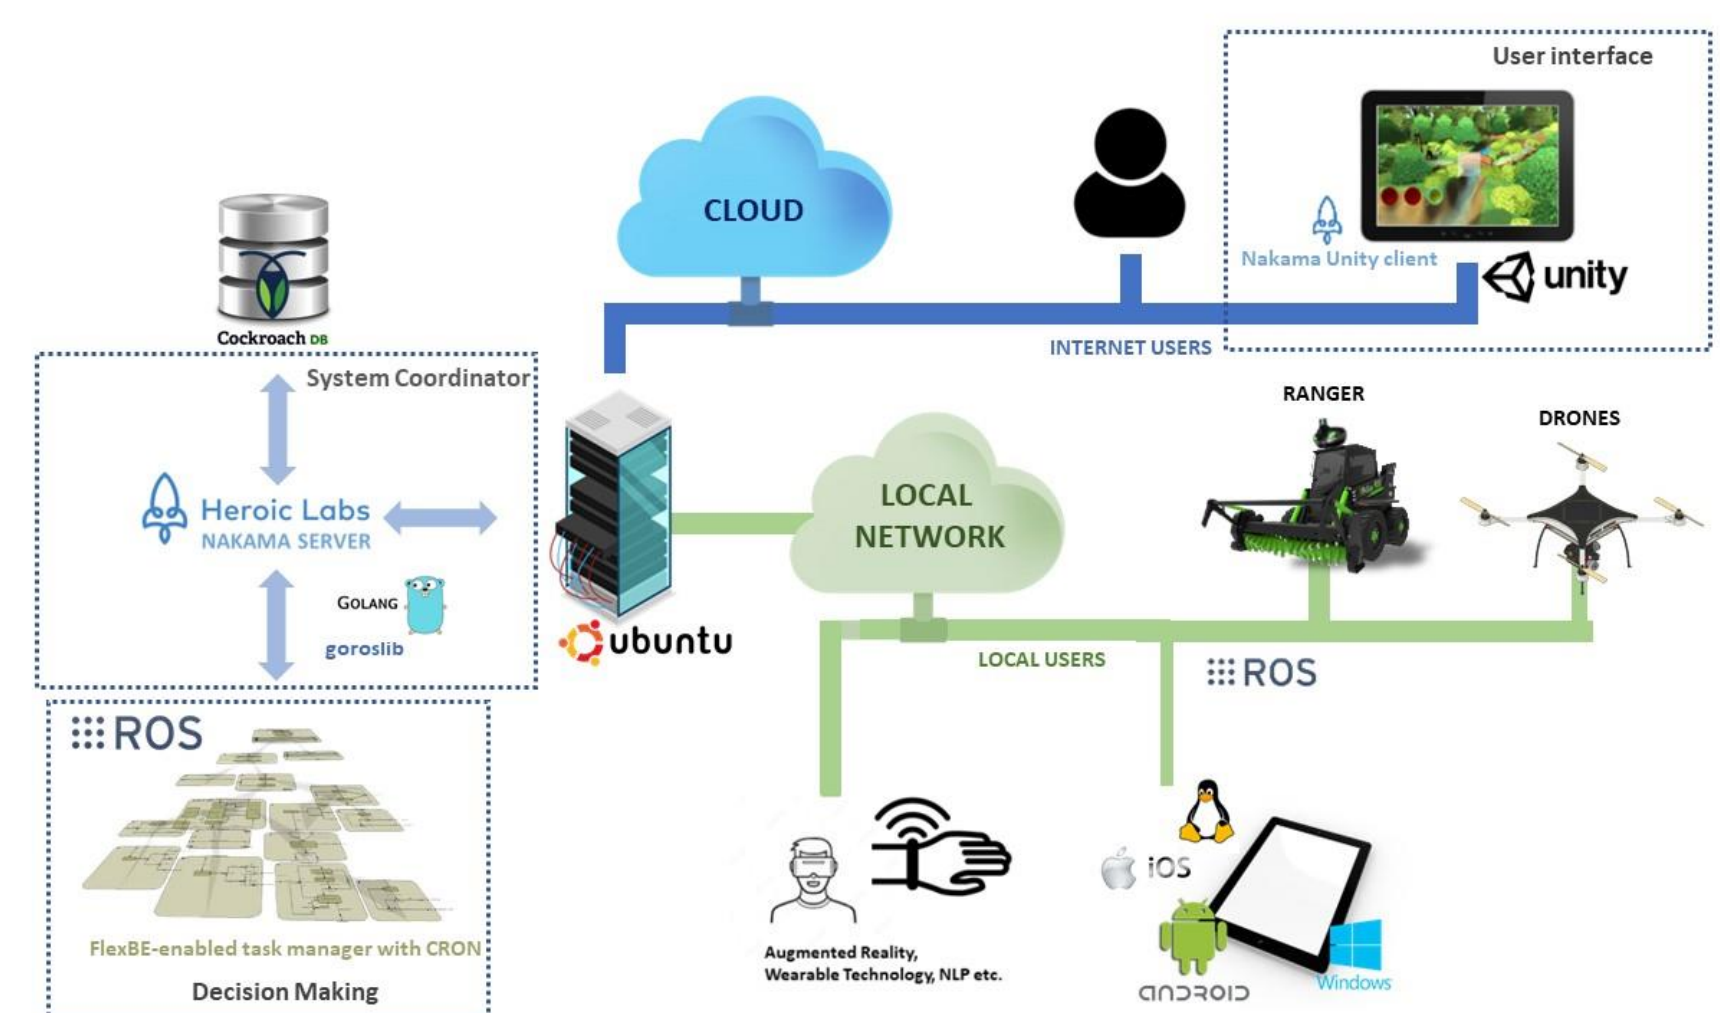 User interface
CLOUD
Nakama Unity client
unity
Cockroach DB
INTERNET USERS
System Coordinator
RANGER
DRONES
LOCAL
NETWORK
Heroic Labs
NAKAMA SERVER
GOLANG
goroslib
ubuntu
LOCAL USERS
ROS
ROS
iOS
FlexBE-enabled task manager with CRON
Augmented Reality,
Wearable Technology, NLP etc.
Windows
ANDROID
Decision Making